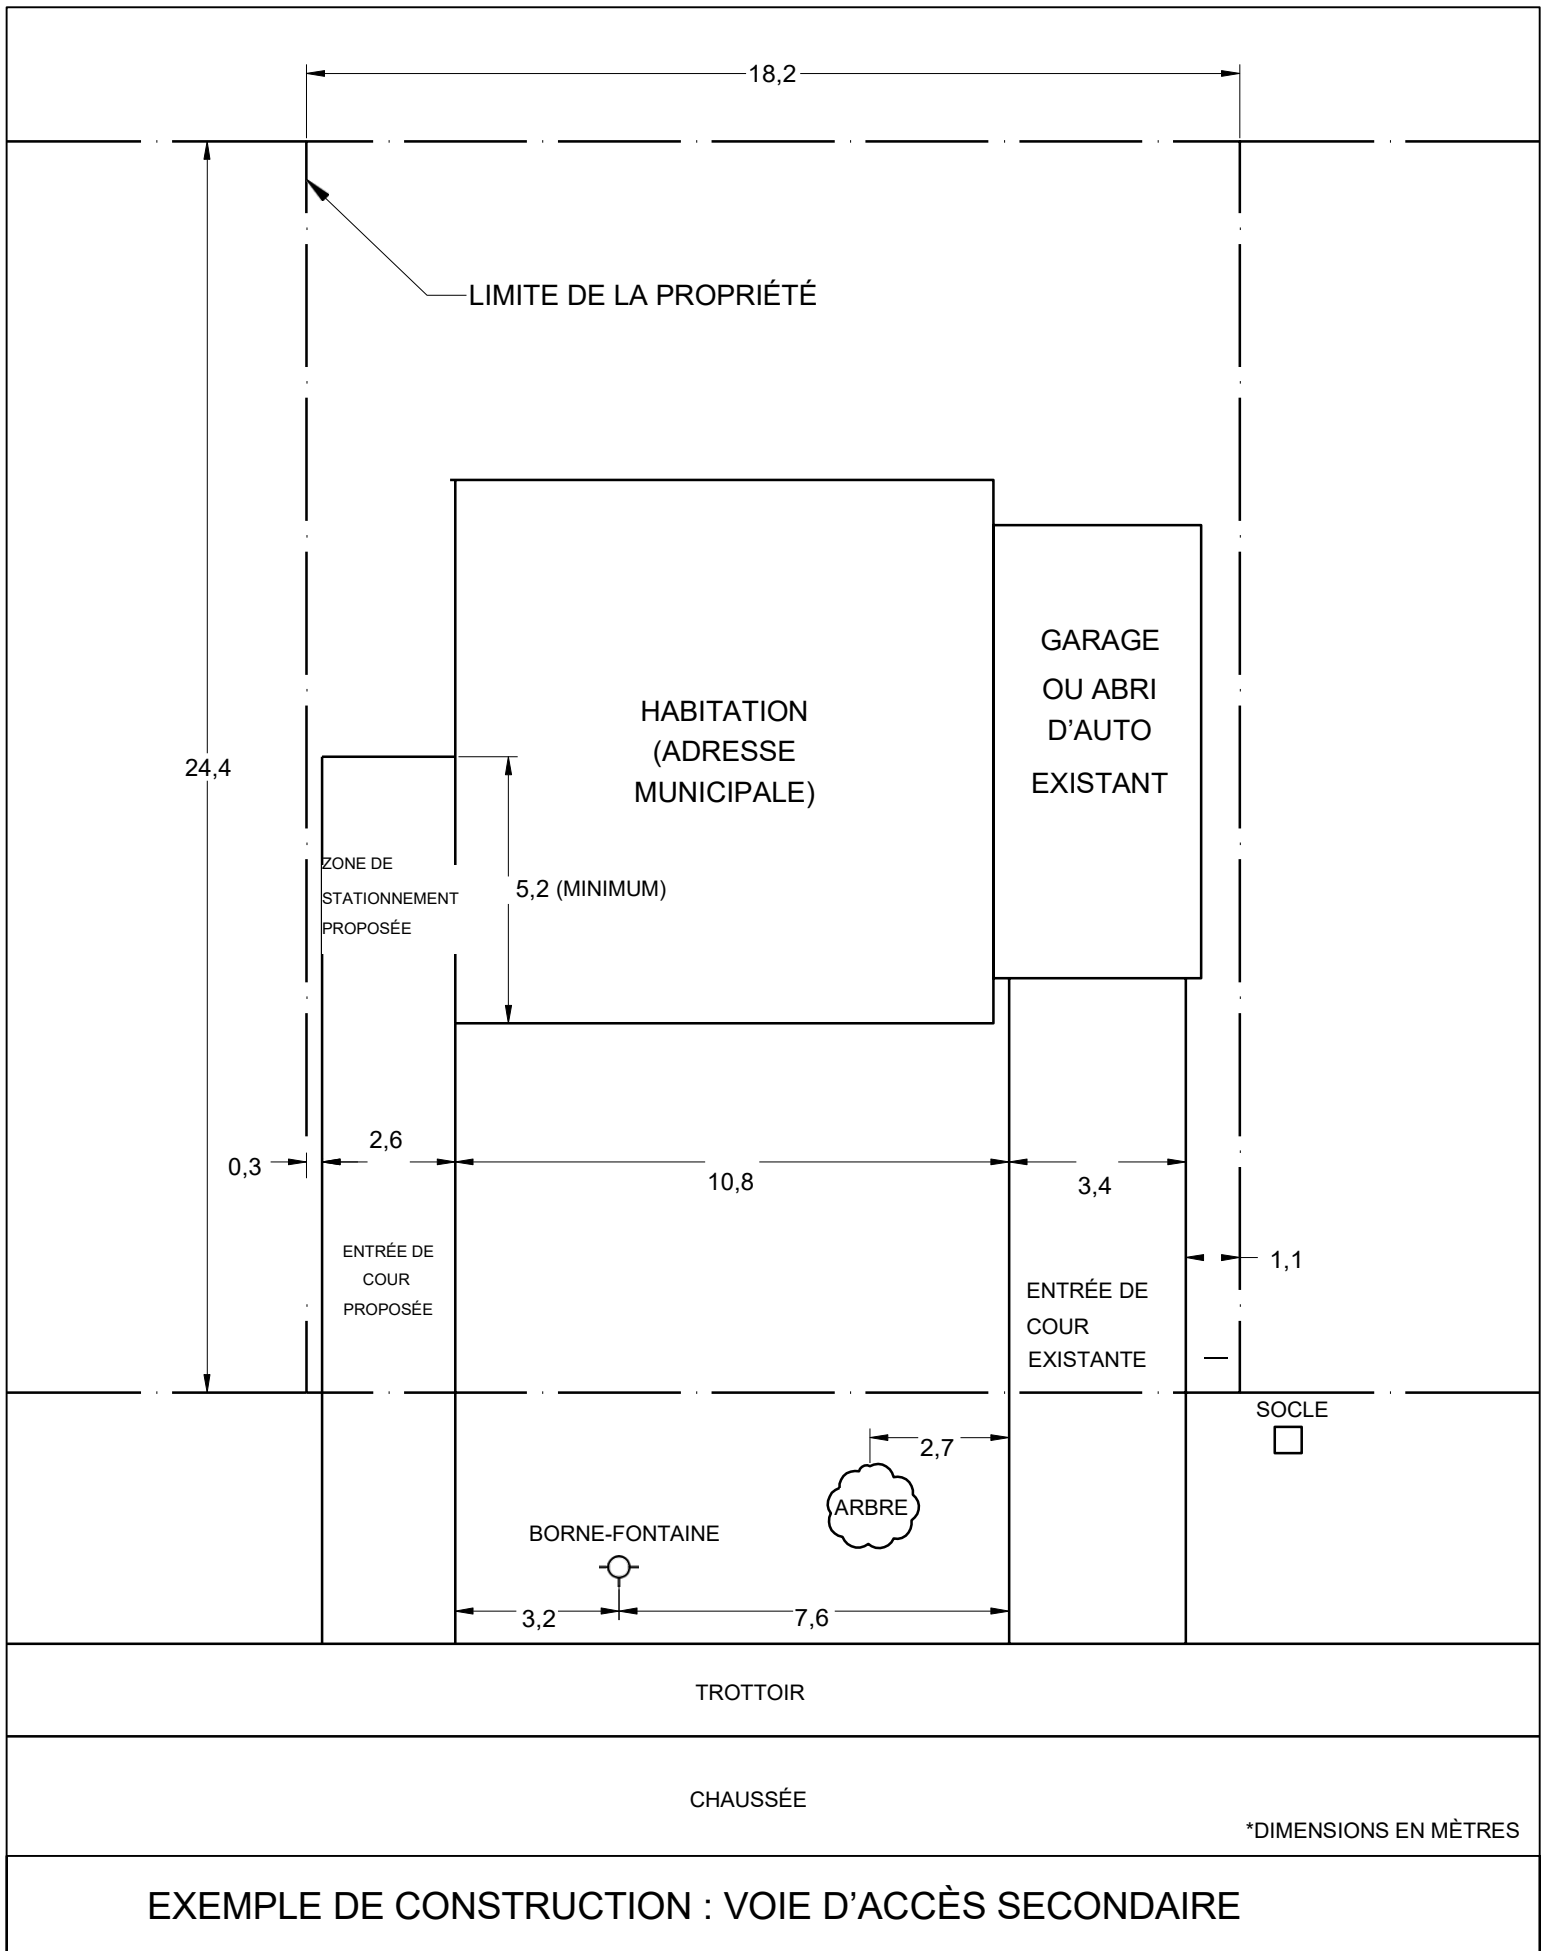 18,2
LIMITE DE LA PROPRIÉTÉ
GARAGE
OU ABRI
D’AUTO
EXISTANT
HABITATION
(ADRESSE
MUNICIPALE)
24,4
ZONE DE
STATIONNEMENT
PROPOSÉE
5,2 (MINIMUM)
0,3
2,6
10,8
3,4
1,1
ENTRÉE DE
COUR
PROPOSÉE
ENTRÉE DE
COUR
EXISTANTE
SOCLE
2,7
ARBRE
BORNE-FONTAINE
3,2
7,6
TROTTOIR
CHAUSSÉE
*DIMENSIONS EN MÈTRES
EXEMPLE DE CONSTRUCTION : VOIE D’ACCÈS SECONDAIRE